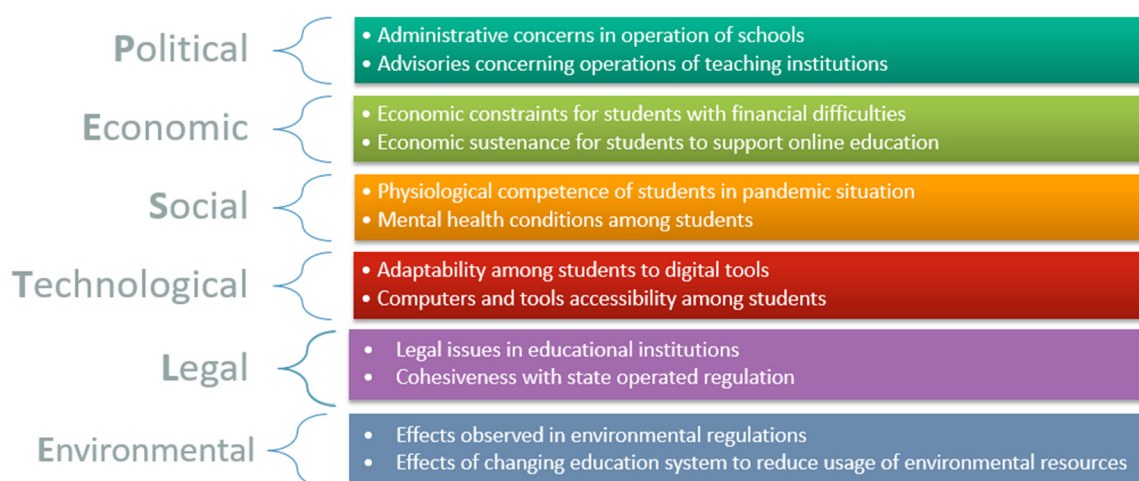 Political
• Administrative concerns in operation of schools
• Advisories concerning operations of teaching institutions
Economic
• Economic constraints for students with financial difficulties
• Economic sustenance for students to support online education
Social
• Physiological competence of students in pandemic situation
• Mental health conditions among students
Technological
• Adaptability among students to digital tools
• Computers and tools accessibility among students
Legal
• Legal issues in educational institutions
• Cohesiveness with state operated regulation
Environmental
• Effects observed in environmental regulations
• Effects of changing education system to reduce usage of environmental resources